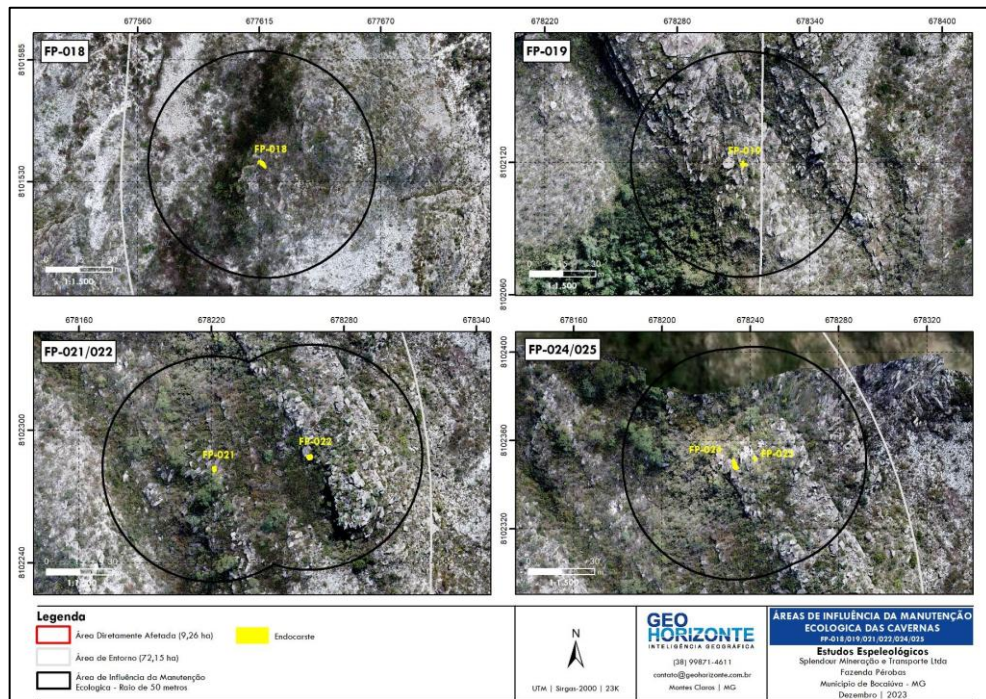 677560 677615 677670
678220 678280 678340 678400
8101585
8101530
FP-018
FP-018
1:1.500
8102120
8102060
FP-019
FP-019
678160 678220 678280 678340
678160 678200 678240 678280 678320
8102300
8102240
FP-021/022
FP-021
FP-022
8102400
8102360
8102320
FP-024/025
1:1.500
Legenda
Área Diretamente Afetada (9,26 ha)
Endocarste
Área de Entorno (72,15 ha)
Área de Influência da Manutenção
Ecologica - Raio de 50 metros
N
UTM | Sirgas-2000 | 23K
GEO
HORIZONTE
INTELIGÊNCIA GEOGRÁFICA
(38) 99871-4611
contato@geohorizonte.com
Montes Claros | MG
ÁREAS DE INFLUÊNCIA DA MANUTENÇÃO
ECOLOGICA DAS CAVERNAS
FP-018/019/021/022/024/025
Estudos Espeleológicos
Splendour Mineração e Transporte Ltda
Fazenda Pérobas
Município de Bocaiúva - MG
Dezembro | 2023